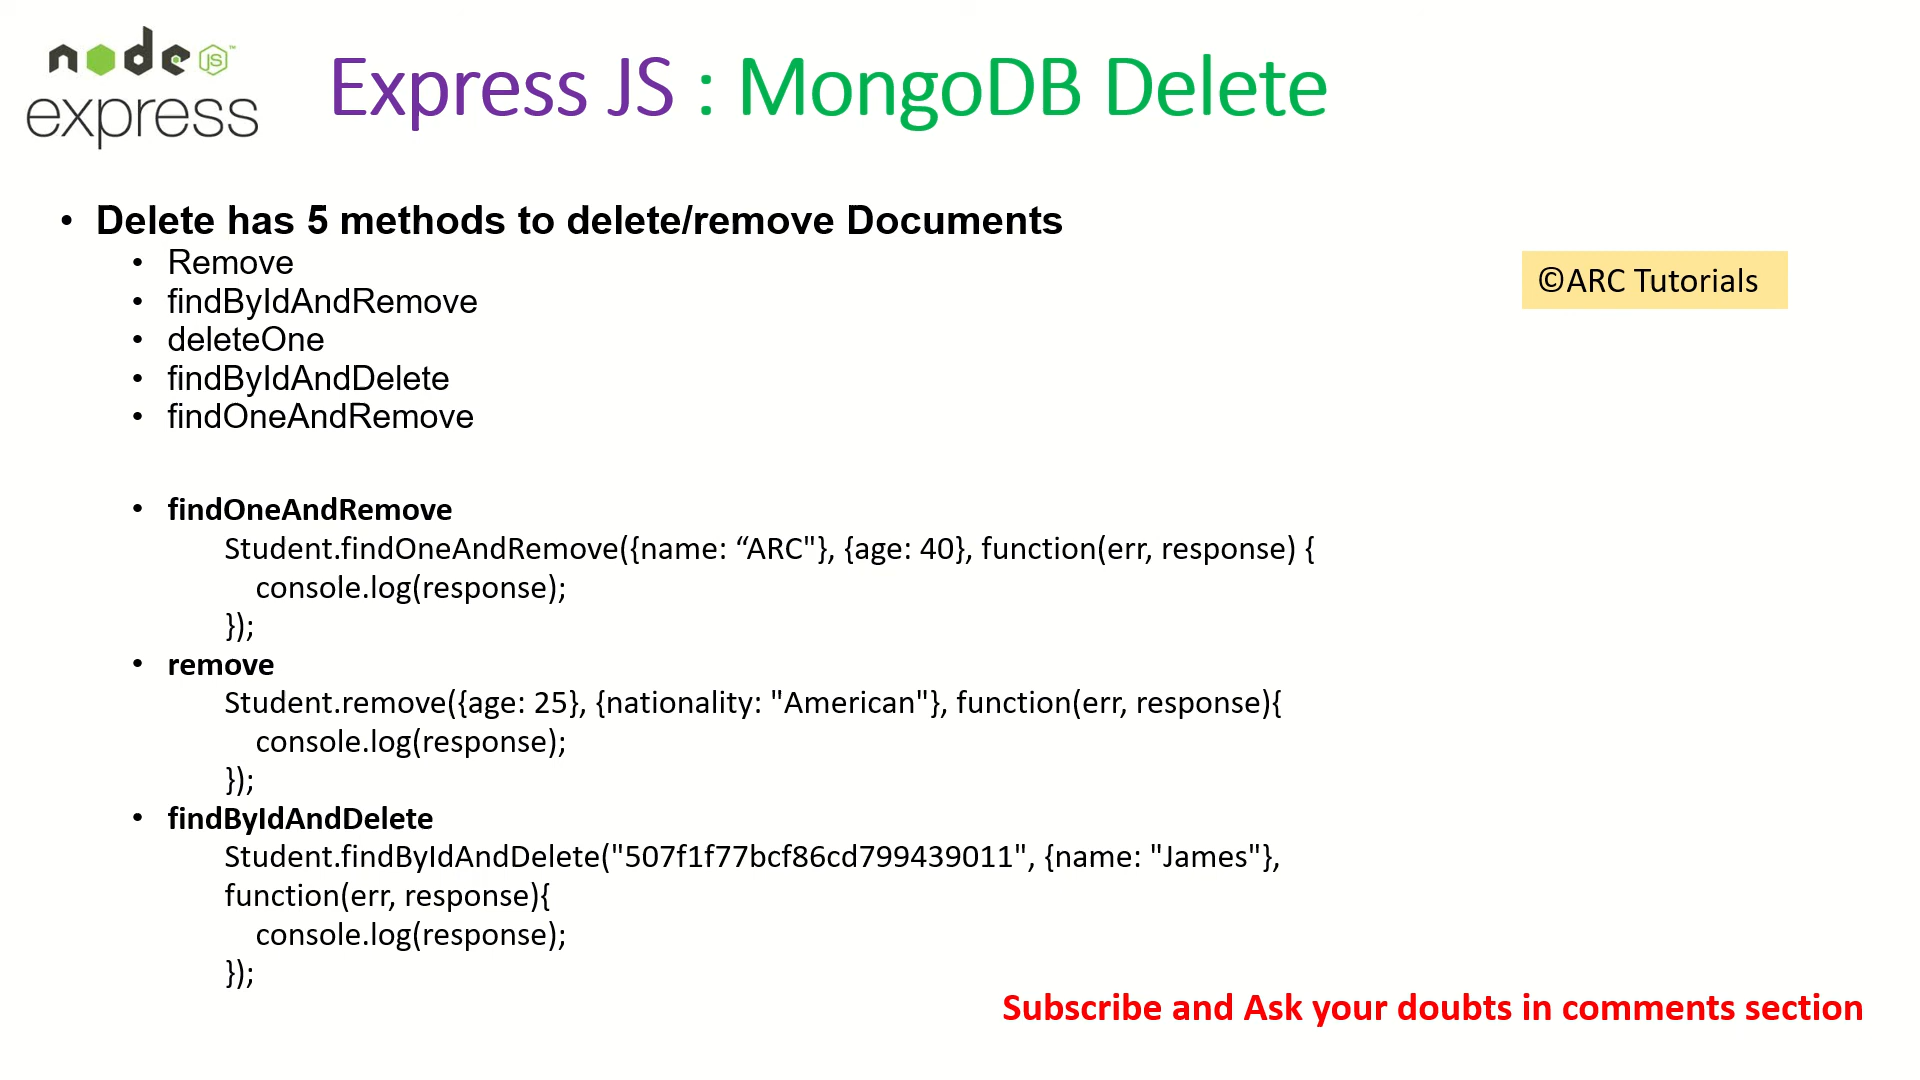 node JS ™
express
Express JS : MongoDB Delete
• Delete has 5 methods to delete/remove Documents
• Remove
• findByIdAndRemove
• deleteOne
• findByIdAndDelete
• findOneAndRemove
©ARC Tutorials
• findOneAndRemove
Student.findOneAndRemove({name: “ARC"}, {age: 40}, function(err, response) {
console.log(response);
});
• remove
Student.remove({age: 25}, {nationality: "American"}, function(err, response){
console.log(response);
});
• findByIdAndDelete
Student.findByIdAndDelete("507f1f77bcf86cd799439011", {name: "James"},
function(err, response){
console.log(response);
});
Subscribe and Ask your doubts in comments section